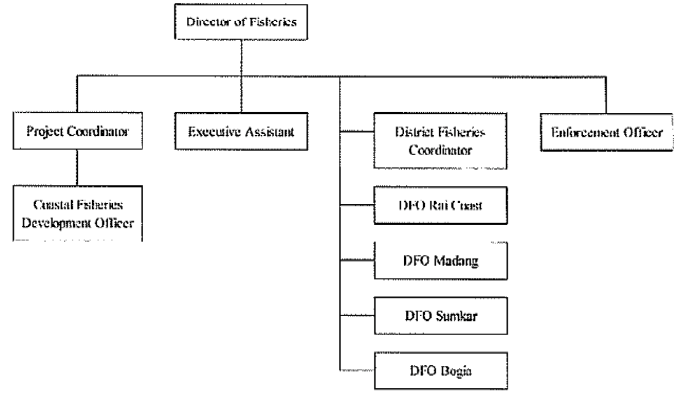 Director of Fisheries
Project Coordinator
Executive Assistant
District Fisheries
Coordinator
Enforcement Officer
Coastal Fisheries
Development Officer
DFO Rai Coast
DFO Madang
DFO Sumkar
DFO Bogia